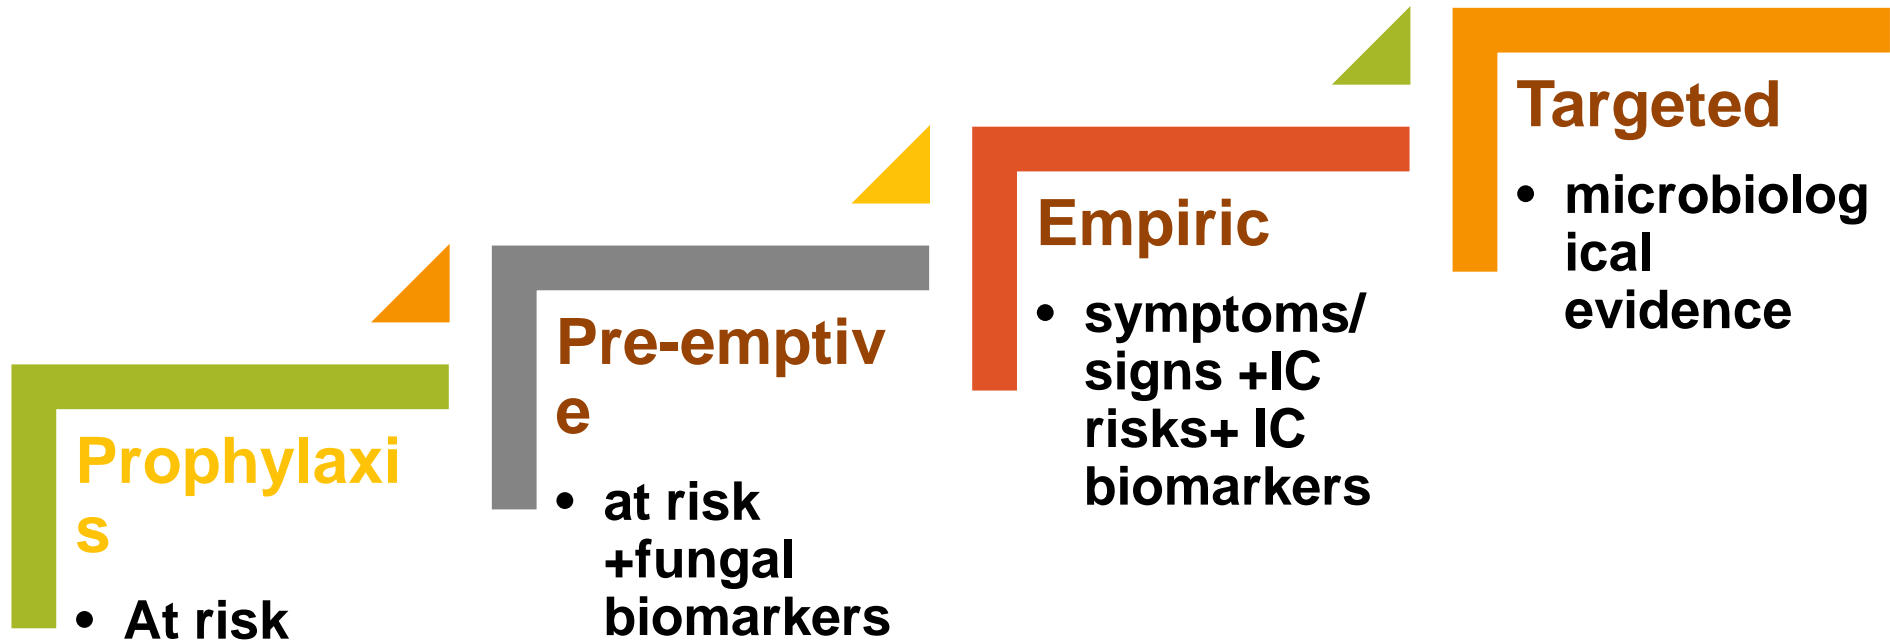 Prophylaxi
s
• At risk
Pre-emptiv
e
• at risk
+fungal
biomarkers
Empiric
• symptoms/
signs +IC
risks+ IC
biomarkers
Targeted
• microbiolog
ical
evidence